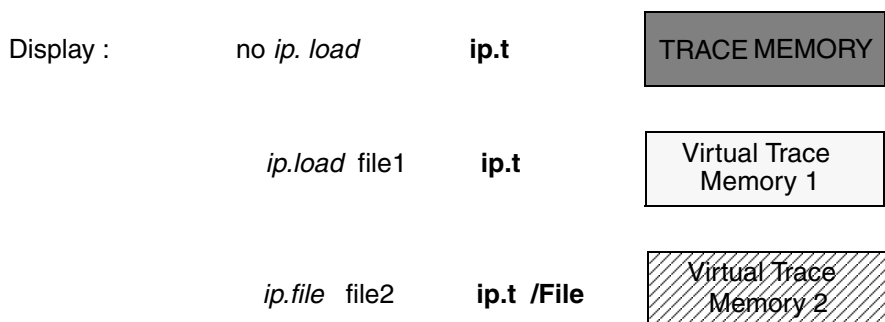 Display : no ip. load ip.t TRACE MEMORY
ip.load file1 ip.t Virtual Trace
Memory 1
ip.file file2 ip.t /File Virtual Trace
Memory 2